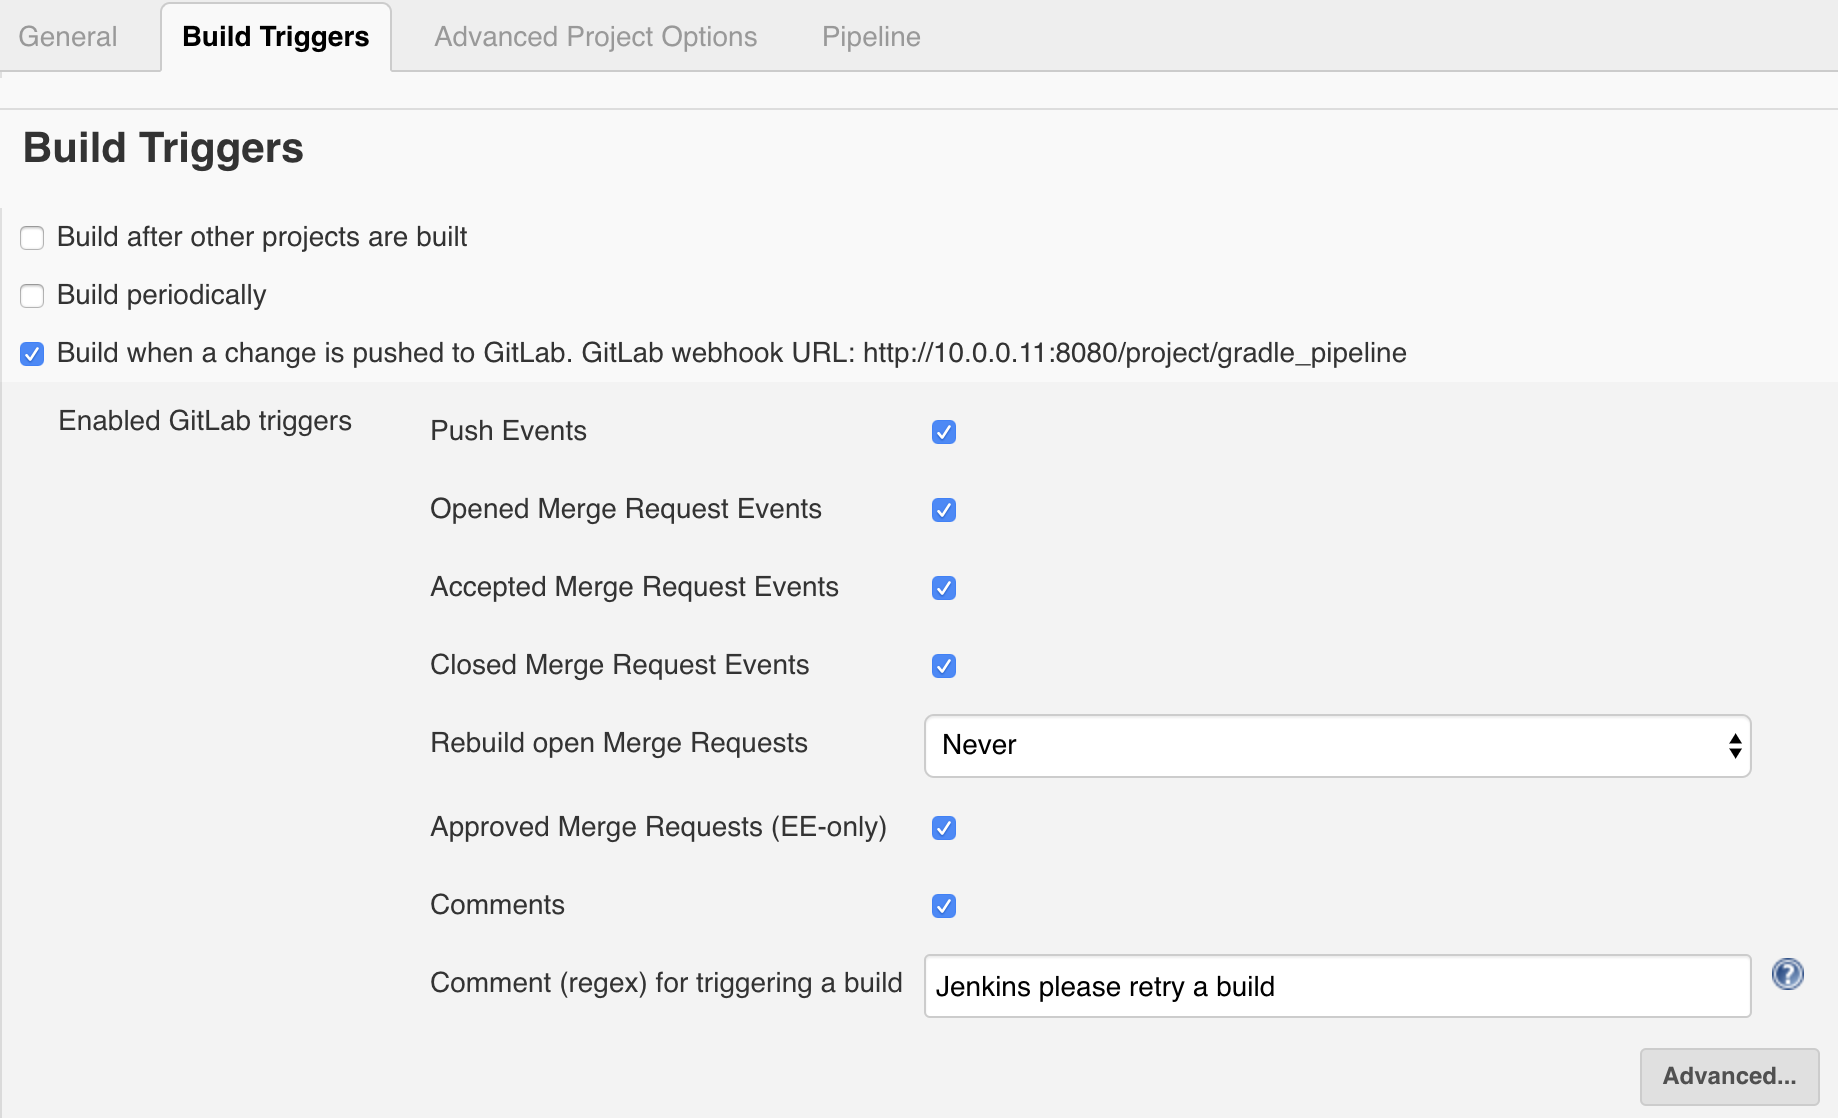 General Build Triggers Advanced Project Options Pipeline
Build Triggers
Build after other projects are built
Build periodically
Build when a change is pushed to GitLab. GitLab webhook URL: http://10.0.0.11:8080/project/gradle_pipeline
Enabled GitLab triggers
Push Events
Opened Merge Request Events
Accepted Merge Request Events
Closed Merge Request Events
Rebuild open Merge Requests Never
Approved Merge Requests (EE-only)
Comments
Comment (regex) for triggering a build Jenkins please retry a build ?
Advanced...